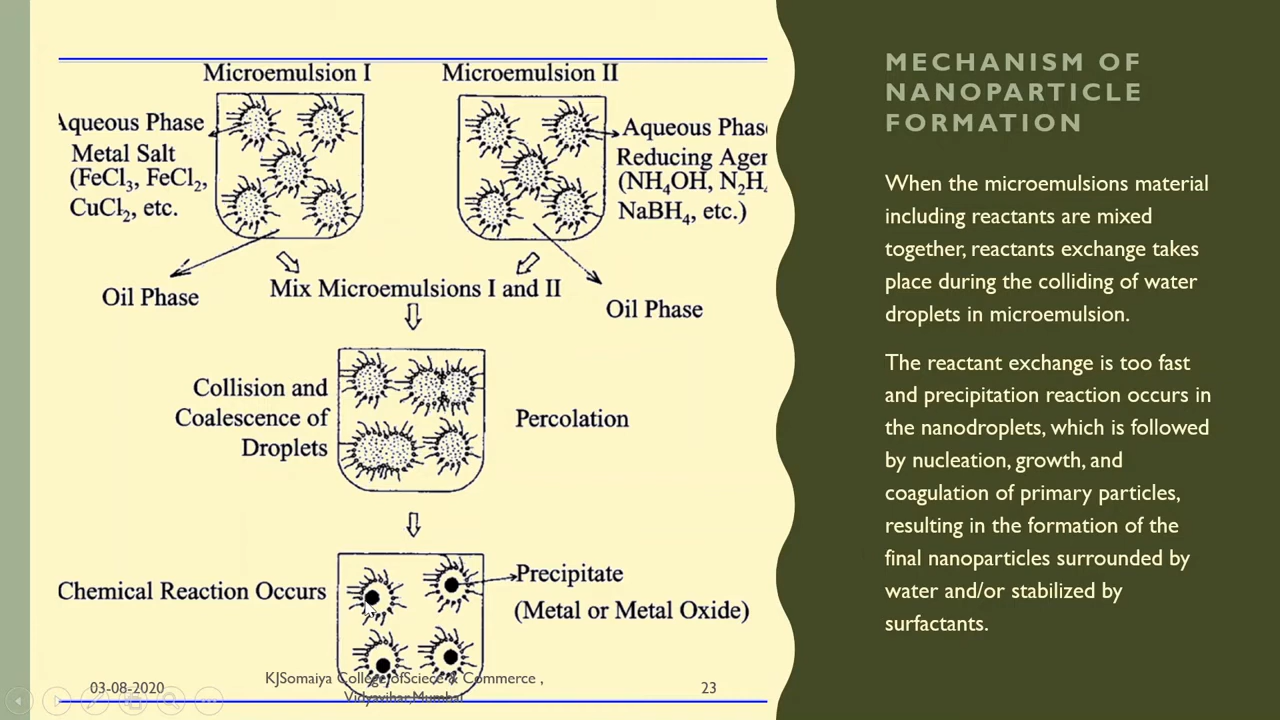 Microemulsion I
Microemulsion II
Aqueous Phase
Metal Salt
(FeCl₃, FeCl₂,
CuCl₂, etc.
Aqueous Phase
Reducing Agen
(NH₄OH, N₂H₄
NaBH₄, etc.)
Oil Phase
Mix Microemulsions I and II
Oil Phase
Collision and
Coalescence of
Droplets
Percolation
Chemical Reaction Occurs
Precipitate
(Metal or Metal Oxide)
03-08-2020
KJSomaiya College ofSciece & Commerce ,
Vidyavihar,Mumbai
23
MECHANISM OF
NANOPARTICLE
FORMATION
When the microemulsions material
including reactants are mixed
together, reactants exchange takes
place during the colliding of water
droplets in microemulsion.
The reactant exchange is too fast
and precipitation reaction occurs in
the nanodroplets, which is followed
by nucleation, growth, and
coagulation of primary particles,
resulting in the formation of the
final nanoparticles surrounded by
water and/or stabilized by
surfactants.